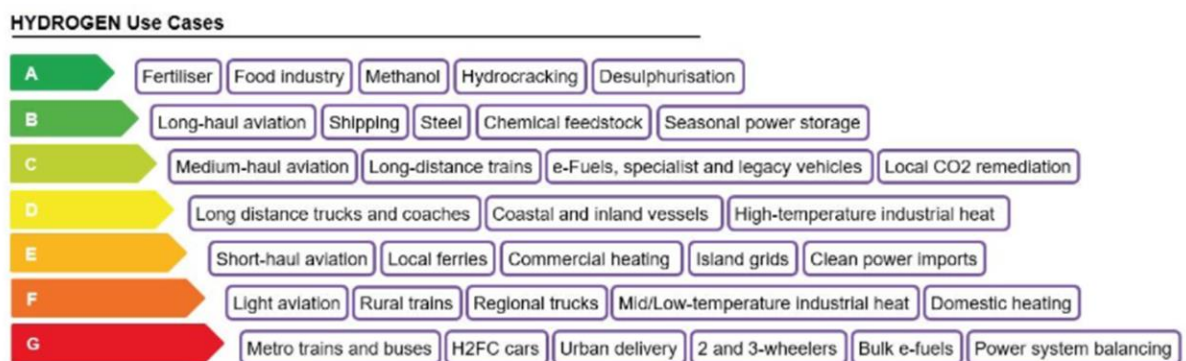 HYDROGEN Use Cases
A Fertiliser Food industry Methanol Hydrocracking Desulphurisation
B Long-haul aviation Shipping Steel Chemical feedstock Seasonal power storage
C Medium-haul aviation Long-distance trains e-Fuels, specialist and legacy vehicles Local CO2 remediation
D Long distance trucks and coaches Coastal and inland vessels High-temperature industrial heat
E Short-haul aviation Local ferries Commercial heating Island grids Clean power imports
F Light aviation Rural trains Regional trucks Mid/Low-temperature industrial heat Domestic heating
G Metro trains and buses H2FC cars Urban delivery 2 and 3-wheelers Bulk e-fuels Power system balancing